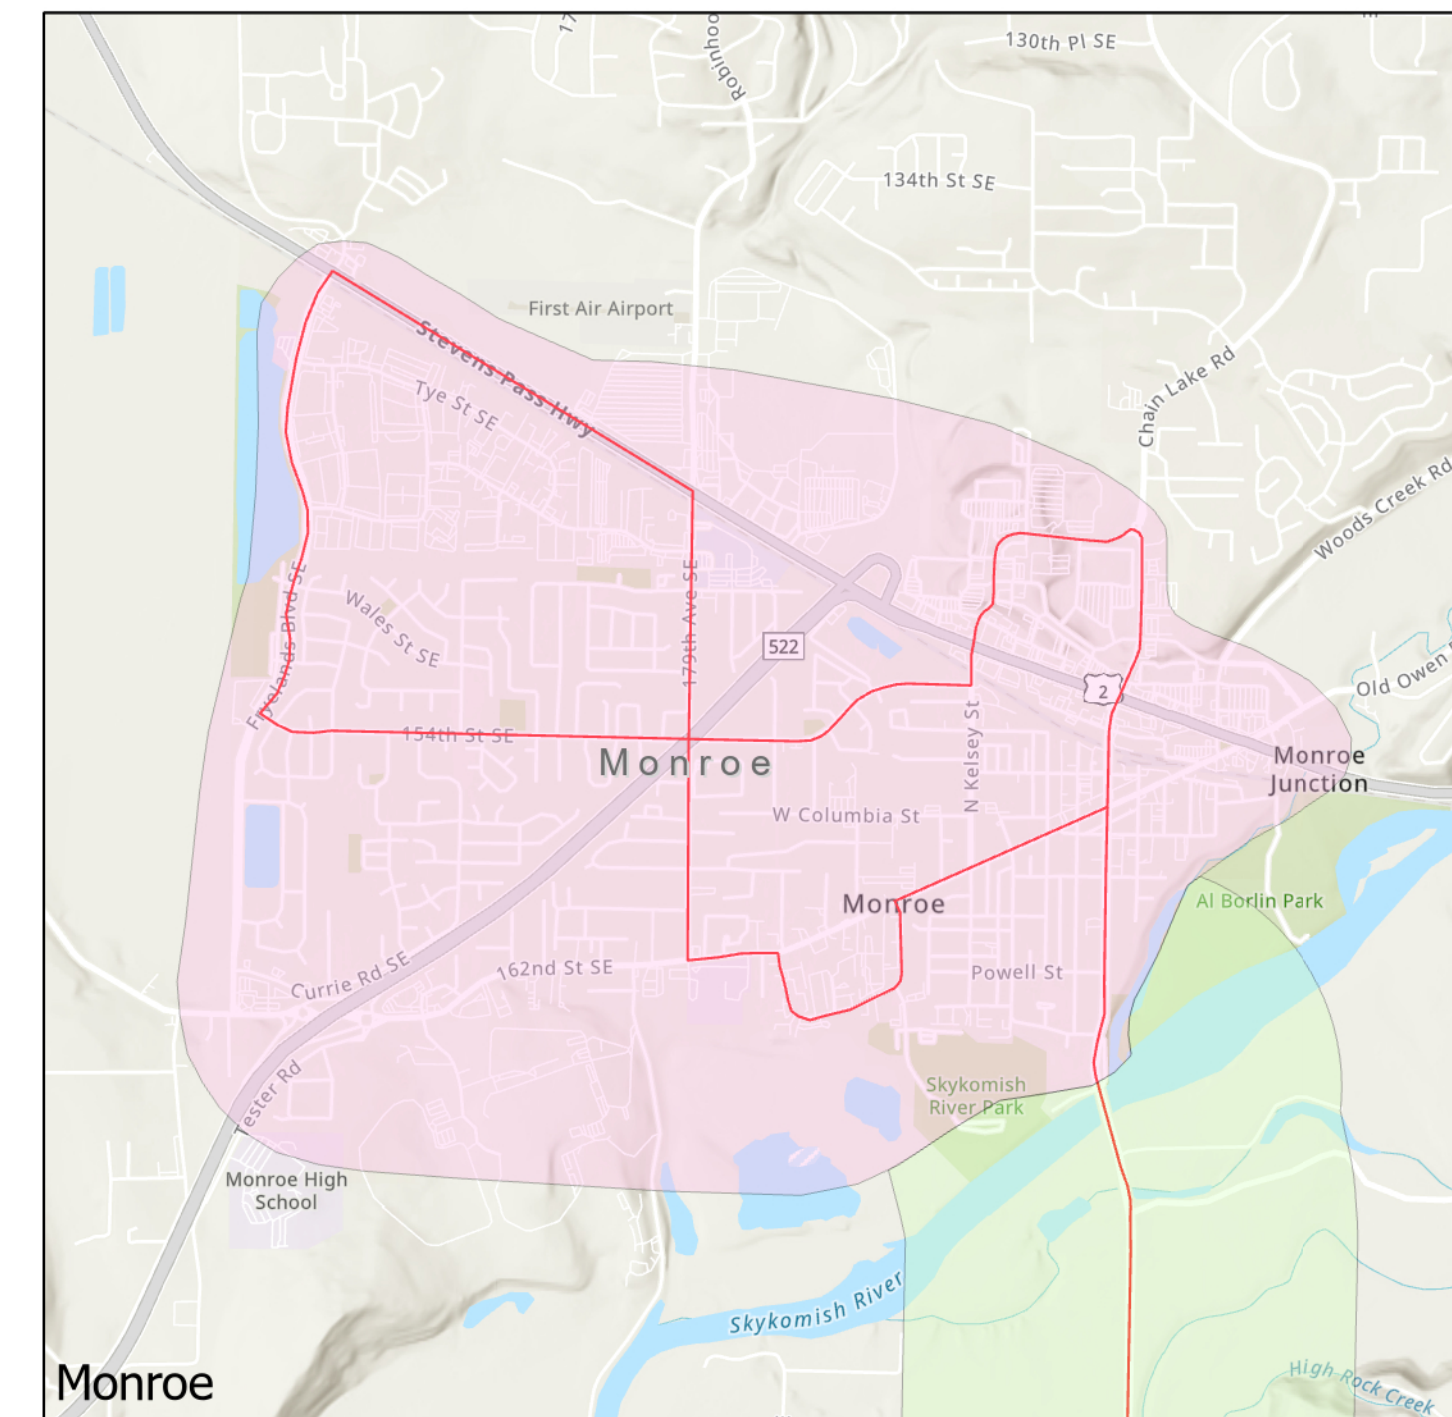 17
Robinhoo
130th Pl SE
134th St SE
First Air Airport
Stevens Pass Hwy
Tye St SE
Chain Lake Rd
Woods Creek Rd
Wales St SE
Fryelands Blvd SE
179th Ave SE
522
Old Owen
2
154th St SE
Monroe
N Kelsey St
Monroe
Junction
W Columbia St
Monroe
Al Borlin Park
Currie Rd SE
162nd St SE
Powell St
Tester Rd
Skykomish
River Park
Monroe High
School
Skykomish River
High Rock Creek
Monroe